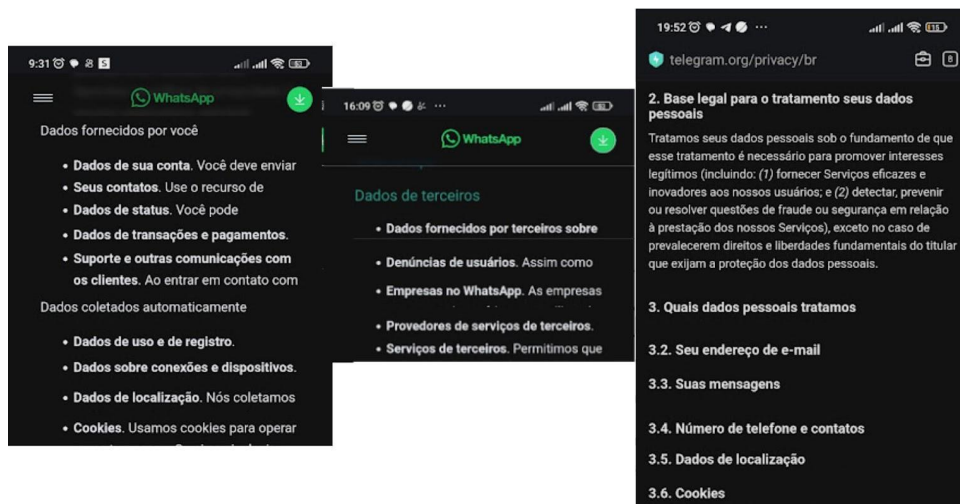 9:31
WhatsApp
Dados fornecidos por você
• Dados de sua conta. Você deve enviar
• Seus contatos. Use o recurso de
• Dados de status. Você pode
• Dados de transações e pagamentos.
• Suporte e outras comunicações com
os clientes. Ao entrar em contato com
Dados coletados automaticamente
• Dados de uso e de registro.
• Dados sobre conexões e dispositivos.
• Dados de localização. Nós coletamos
• Cookies. Usamos cookies para operar
16:09
WhatsApp
Dados de terceiros
• Dados fornecidos por terceiros sobre
• Denúncias de usuários. Assim como
• Empresas no WhatsApp. As empresas
• Provedores de serviços de terceiros.
• Serviços de terceiros. Permitimos que
19:52
15
telegram.org/privacy/br
8
2. Base legal para o tratamento seus dados
pessoais
Tratamos seus dados pessoais sob o fundamento de que
esse tratamento é necessário para promover interesses
legítimos (incluindo: (1) fornecer Serviços eficazes e
inovadores aos nossos usuários; e (2) detectar, prevenir
ou resolver questões de fraude ou segurança em relação
à prestação dos nossos Serviços), exceto no caso de
prevalecerem direitos e liberdades fundamentais do titular
que exijam a proteção dos dados pessoais.
3. Quais dados pessoais tratamos
3.2. Seu endereço de e-mail
3.3. Suas mensagens
3.4. Número de telefone e contatos
3.5. Dados de localização
3.6. Cookies